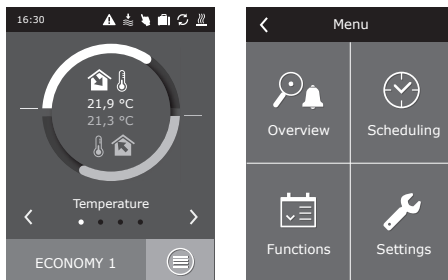 16:30
21,9 °C
21,3 °C
Temperature
ECONOMY 1
Menu
Overview
Scheduling
Functions
Settings